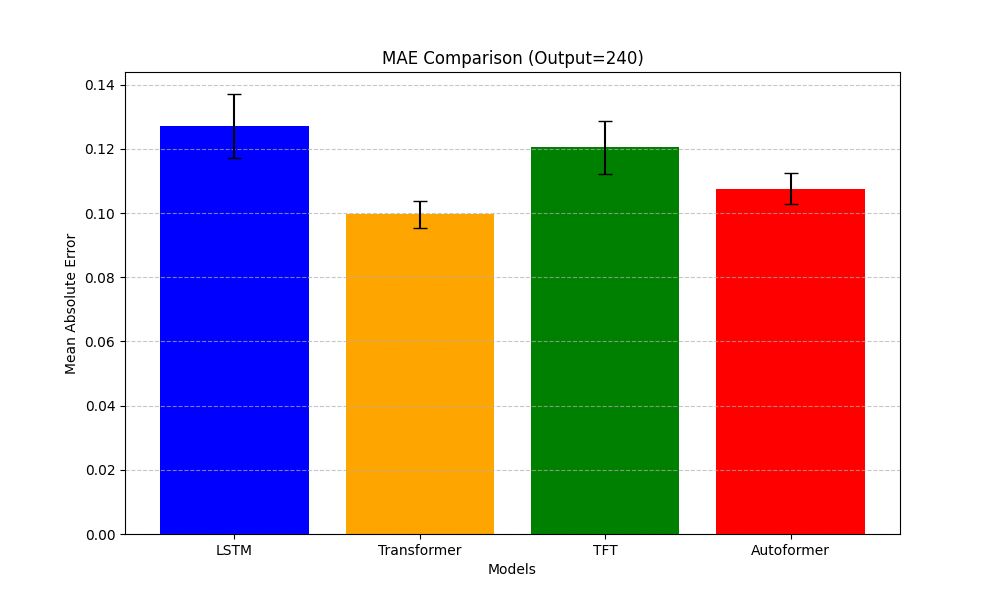 MAE Comparison (Output=240)
Mean Absolute Error
0.14
0.12
0.10
0.08
0.06
0.04
0.02
0.00
LSTM Transformer TFT Autoformer
Models